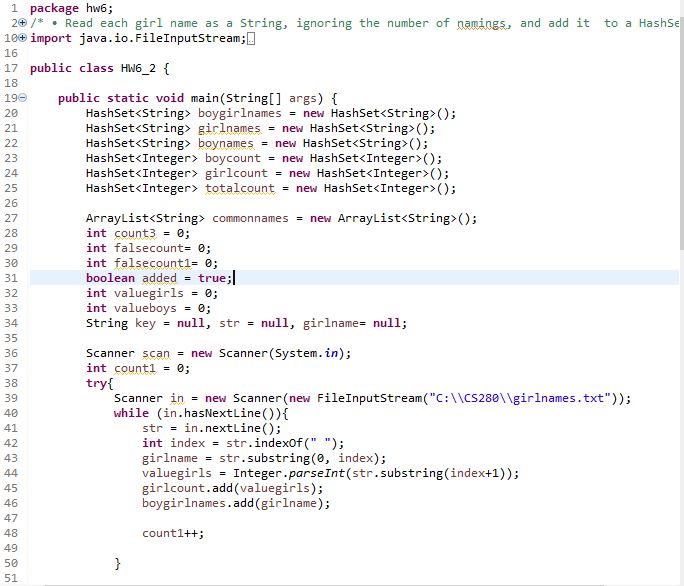 1 package hw6;
2 /* • Read each girl name as a String, ignoring the number of namings, and add it  to a HashSe
10 import java.io.FileInputStream;
16
17 public class HW6_2 {
18
19     public static void main(String[] args) {
20         HashSet<String> boygirlnames = new HashSet<String>();
21         HashSet<String> girlnames = new HashSet<String>();
22         HashSet<String> boynames = new HashSet<String>();
23         HashSet<Integer> boycount = new HashSet<Integer>();
24         HashSet<Integer> girlcount = new HashSet<Integer>();
25         HashSet<Integer> totalcount = new HashSet<Integer>();
26
27         ArrayList<String> commonnames = new ArrayList<String>();
28         int count3 = 0;
29         int falsecount= 0;
30         int falsecount1= 0;
31         boolean added = true;
32         int valuegirls = 0;
33         int valueboys = 0;
34         String key = null, str = null, girlname= null;
35
36         Scanner scan = new Scanner(System.in);
37         int count1 = 0;
38         try{
39             Scanner in = new Scanner(new FileInputStream("C:\\CS280\\girlnames.txt"));
40             while (in.hasNextLine()){
41                 str = in.nextLine();
42                 int index = str.indexOf(" ");
43                 girlname = str.substring(0, index);
44                 valuegirls = Integer.parseInt(str.substring(index+1));
45                 girlcount.add(valuegirls);
46                 boygirlnames.add(girlname);
47
48                 count1++;
49
50             }
51